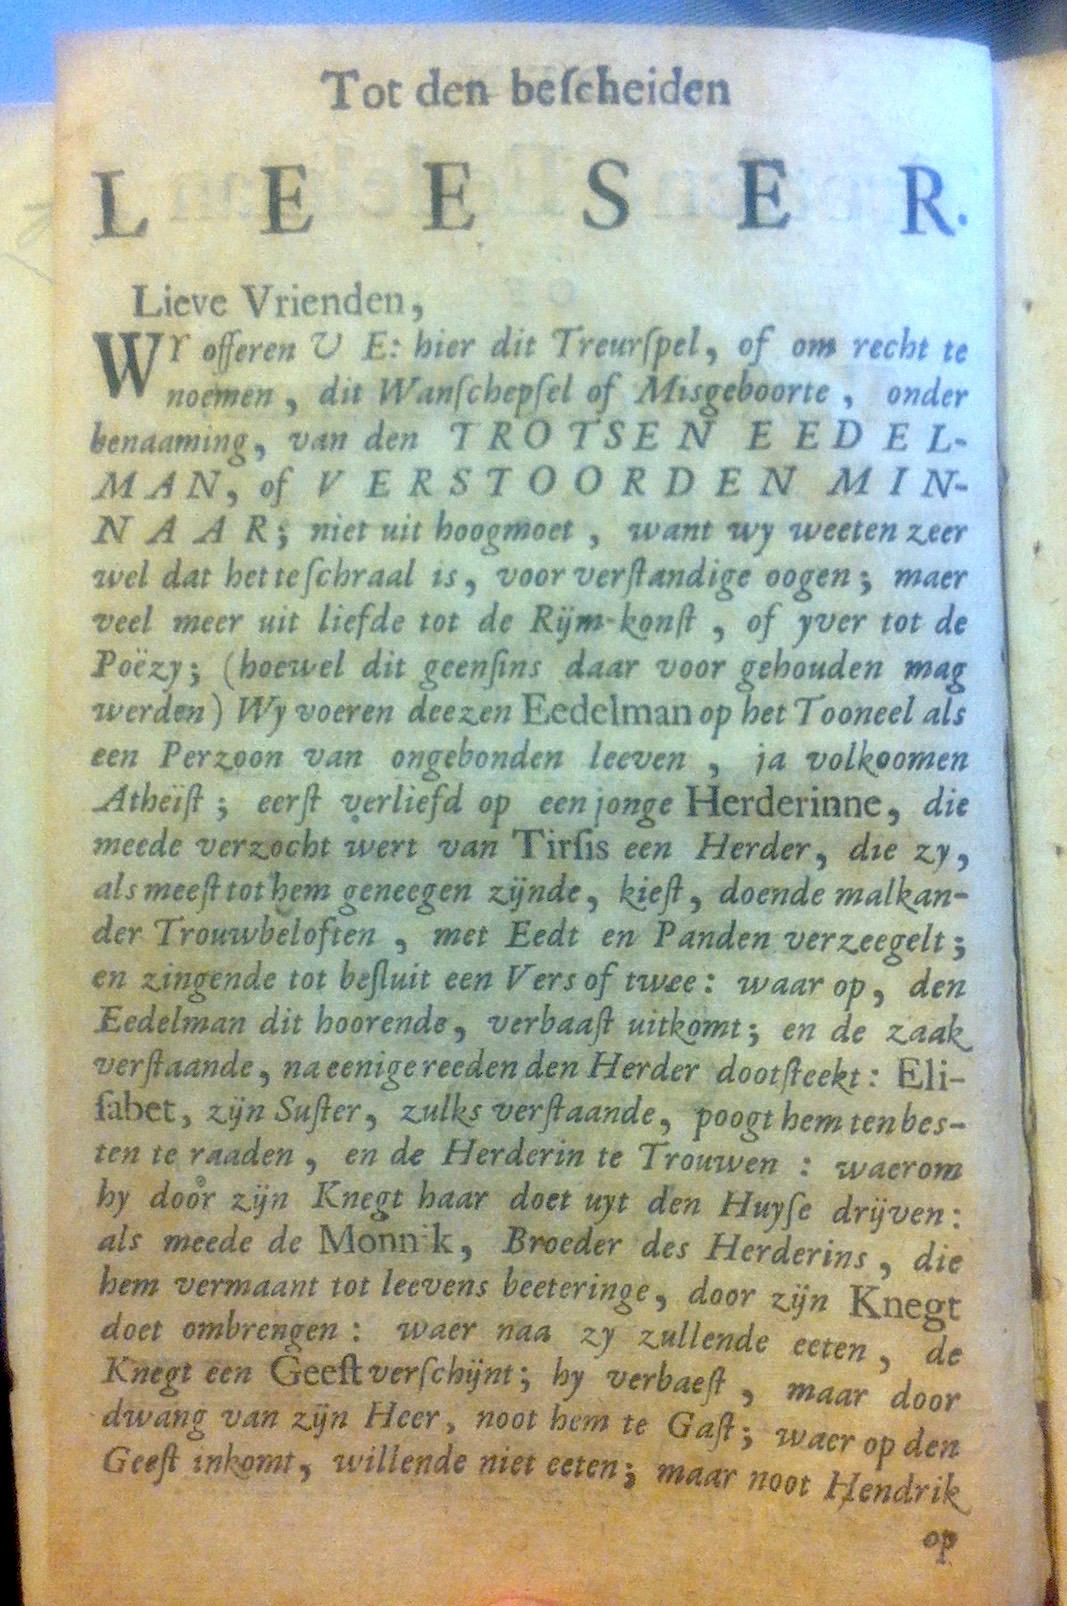 Tot den beſcheiden
LEESER.
Lieve Vrienden,
WY offeren U E: hier dit Treurſpel, of om recht te
noemen, dit Wanſchepſel of Misgeboorte, onder
benaaming, van den TROTSEN EEDEL-
MAN, of VERSTOORDEN MIN-
NAAR; niet uit hoogmoet, want wy weeten zeer
wel dat het te ſchraal is, voor verſtandige oogen; maer
veel meer uit liefde tot de Rijm-konſt, of yver tot de
Poëzy; (hoewel dit geenſins daar voor gehouden mag
werden) Wy voeren deezen Eedelman op het Tooneel als
een Perzoon van ongebonden leeven, ja volkoomen
Atheïſt; eerſt verliefd op een jonge Herderinne, die
meede verzocht wert van Tirſis een Herder, die zy,
als meeſt tot hem geneegen zijnde, kieſt, doende malkan-
der Trouwbeloften, met Eedt en Panden verzeegelt;
en zingende tot beſluit een Vers of twee: waar op, den
Eedelman dit hoorende, verbaaſt uitkomt; en de zaak
verſtaande, na eenige reeden den Herder dootſteekt: Eli-
ſabet, zijn Suſter, zulks verſtaande, poogt hem ten bes-
ten te raaden, en de Herderin te Trouwen: waerom
hy door zijn Knegt haar doet uyt den Huyſe drijven:
als meede de Monnik, Broeder des Herderins, die
hem vermaant tot leevens beeteringe, door zijn Knegt
doet ombrengen: waer naa zy zullende eeten, de
Knegt een Geeſt verſchijnt; hy verbaeſt, maar door
dwang van zijn Heer, noot hem te Gaſt; waer op den
Geeſt inkomt, willende niet eeten; maar noot Hendrik
op